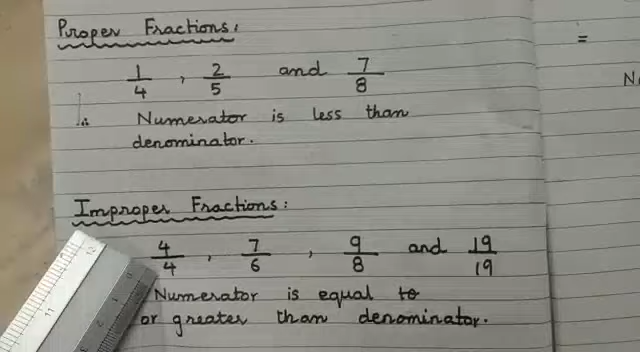 Proper Fractions:
1/4 , 2/5 and 7/8
∴ Numerator is less than
denominator.
Improper Fractions:
4/4 , 7/6 , 9/8 and 19/19
Numerator is equal to
or greater than denominator.
=